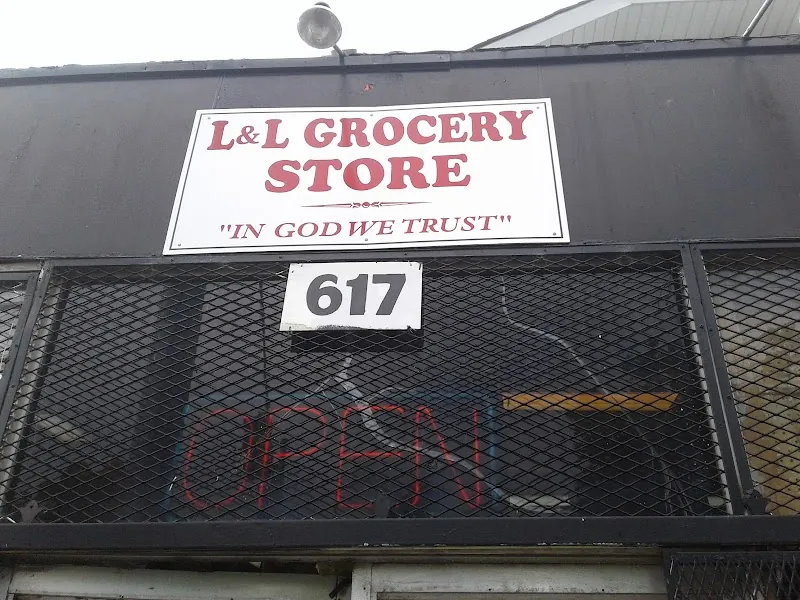 L&L GROCERY
STORE
"IN GOD WE TRUST"
617
OPEN